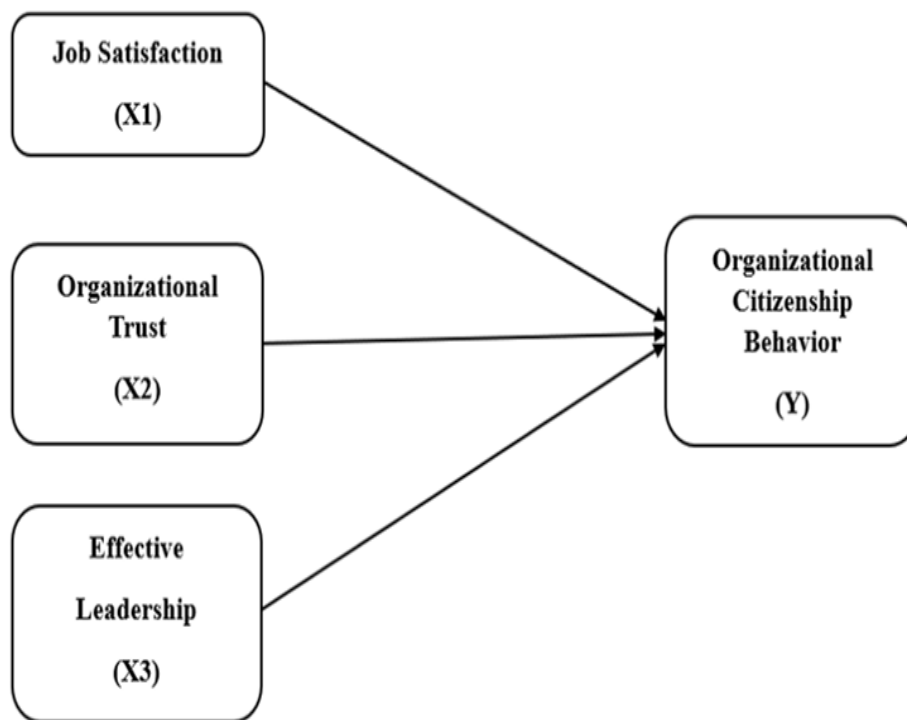 Job Satisfaction
(X1)
Organizational
Trust
(X2)
Effective
Leadership
(X3)
Organizational
Citizenship
Behavior
(Y)